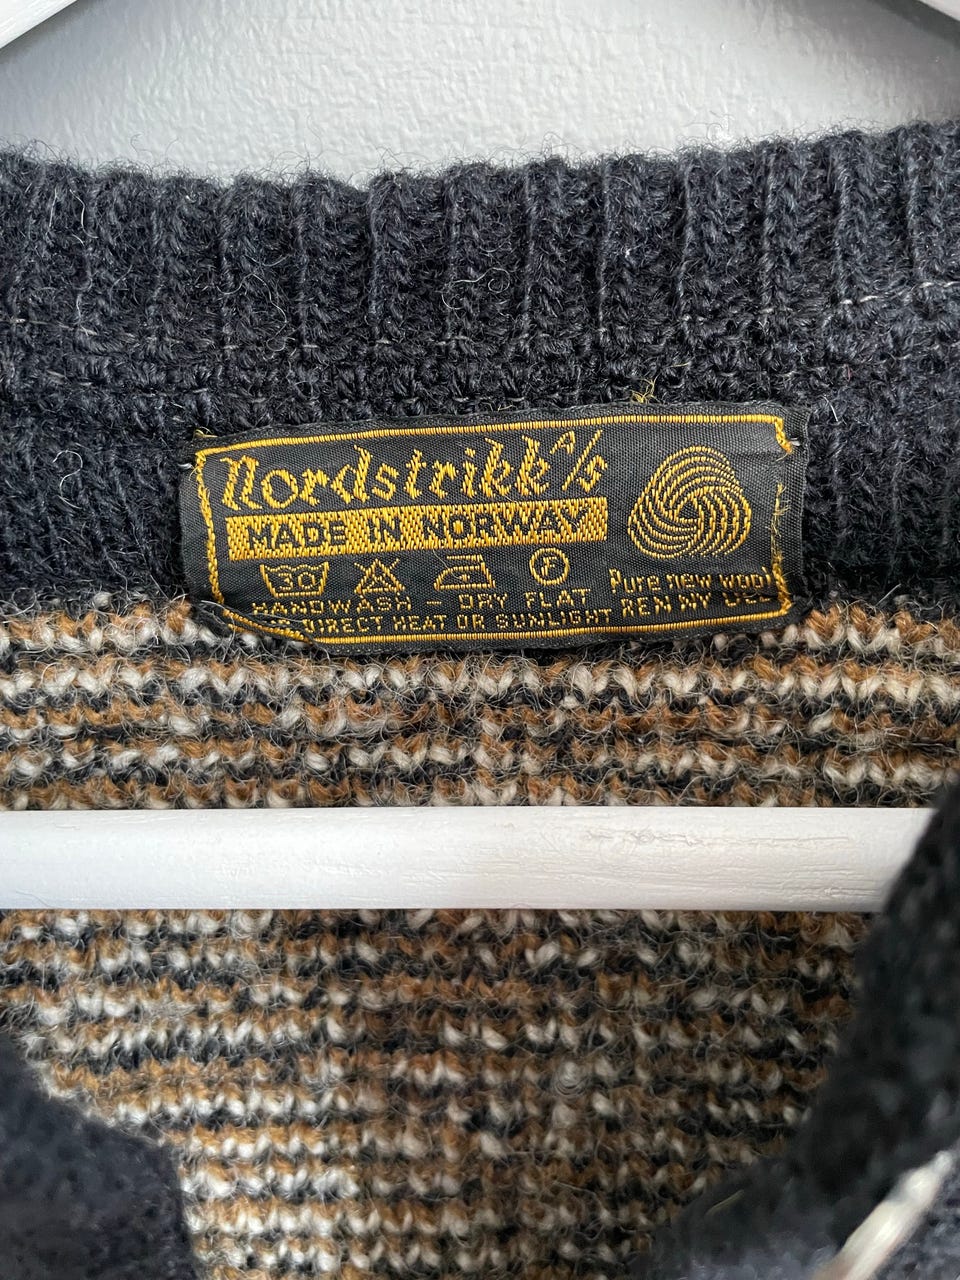 Nordstrikk A/S
MADE IN NORWAY
30 A F
HANDWASH - DRY FLAT
DIRECT HEAT OR SUNLIGHT
Pure new wool
REN NY ULL